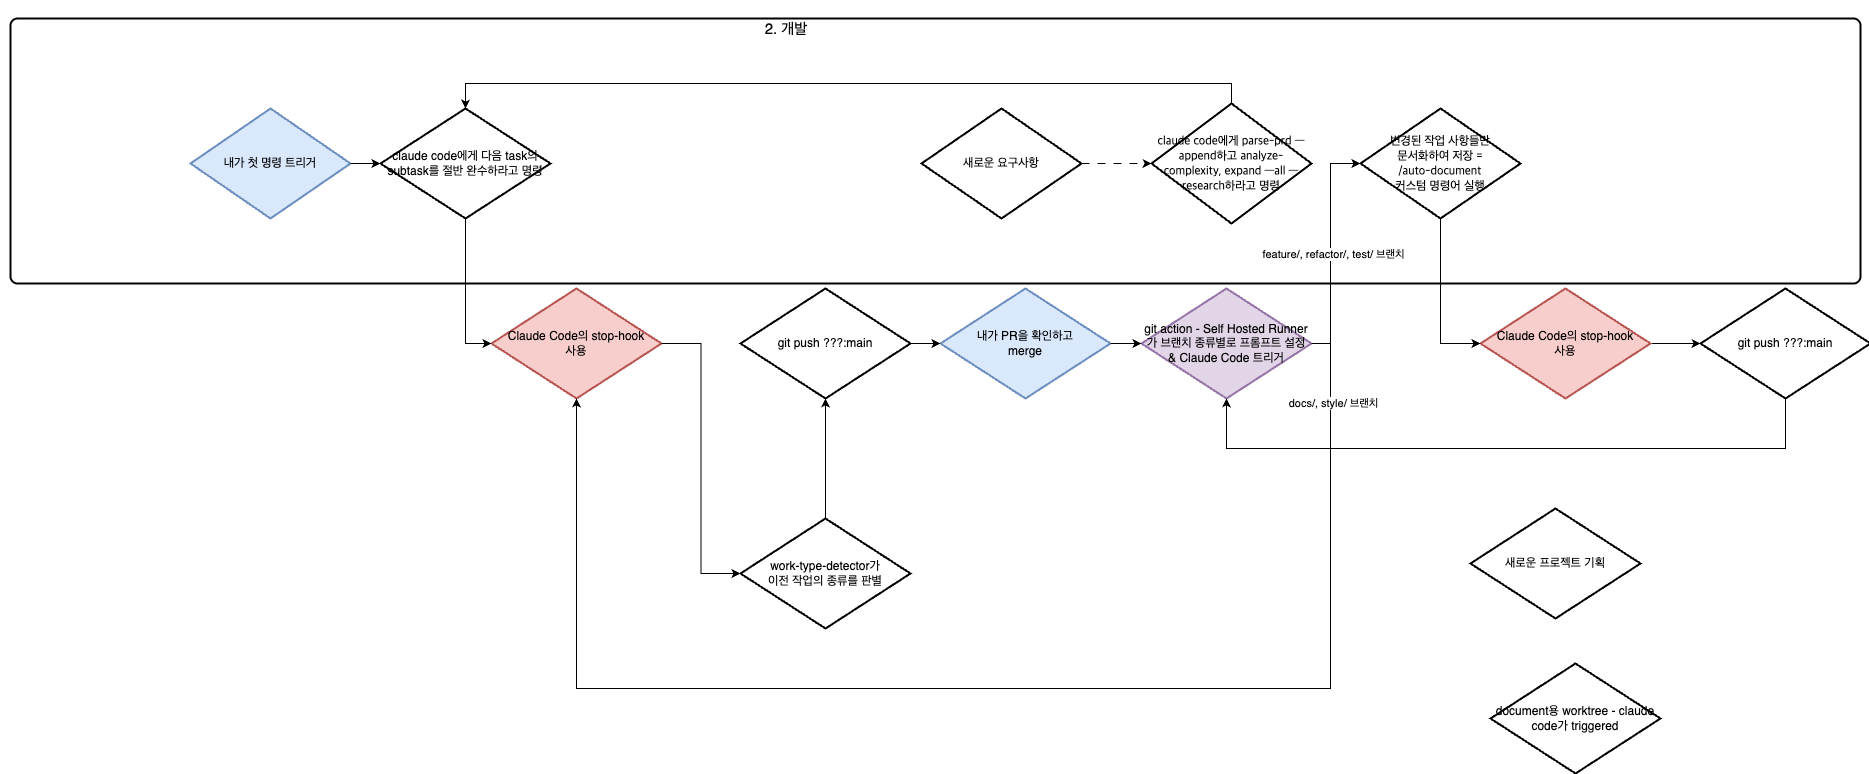 2. 개발
내가 첫 명령 트리거
claude code에게 다음 task의
subtask를 절반 완수하라고 명령
새로운 요구사항
claude code에게 parse-prd —
append하고 analyze-
complexity, expand —all —
research하라고 명령
변경된 작업 사항들만
문서화하여 저장 =
/auto-document
커스텀 명령어 실행
feature/, refactor/, test/ 브랜치
Claude Code의 stop-hook
사용
git push ???:main
내가 PR을 확인하고
merge
git action - Self Hosted Runner
가 브랜치 종류별로 프롬프트 설정
& Claude Code 트리거
Claude Code의 stop-hook
사용
git push ???:main
docs/, style/ 브랜치
work-type-detector가
이전 작업의 종류를 판별
새로운 프로젝트 기획
document용 worktree - claude
code가 triggered